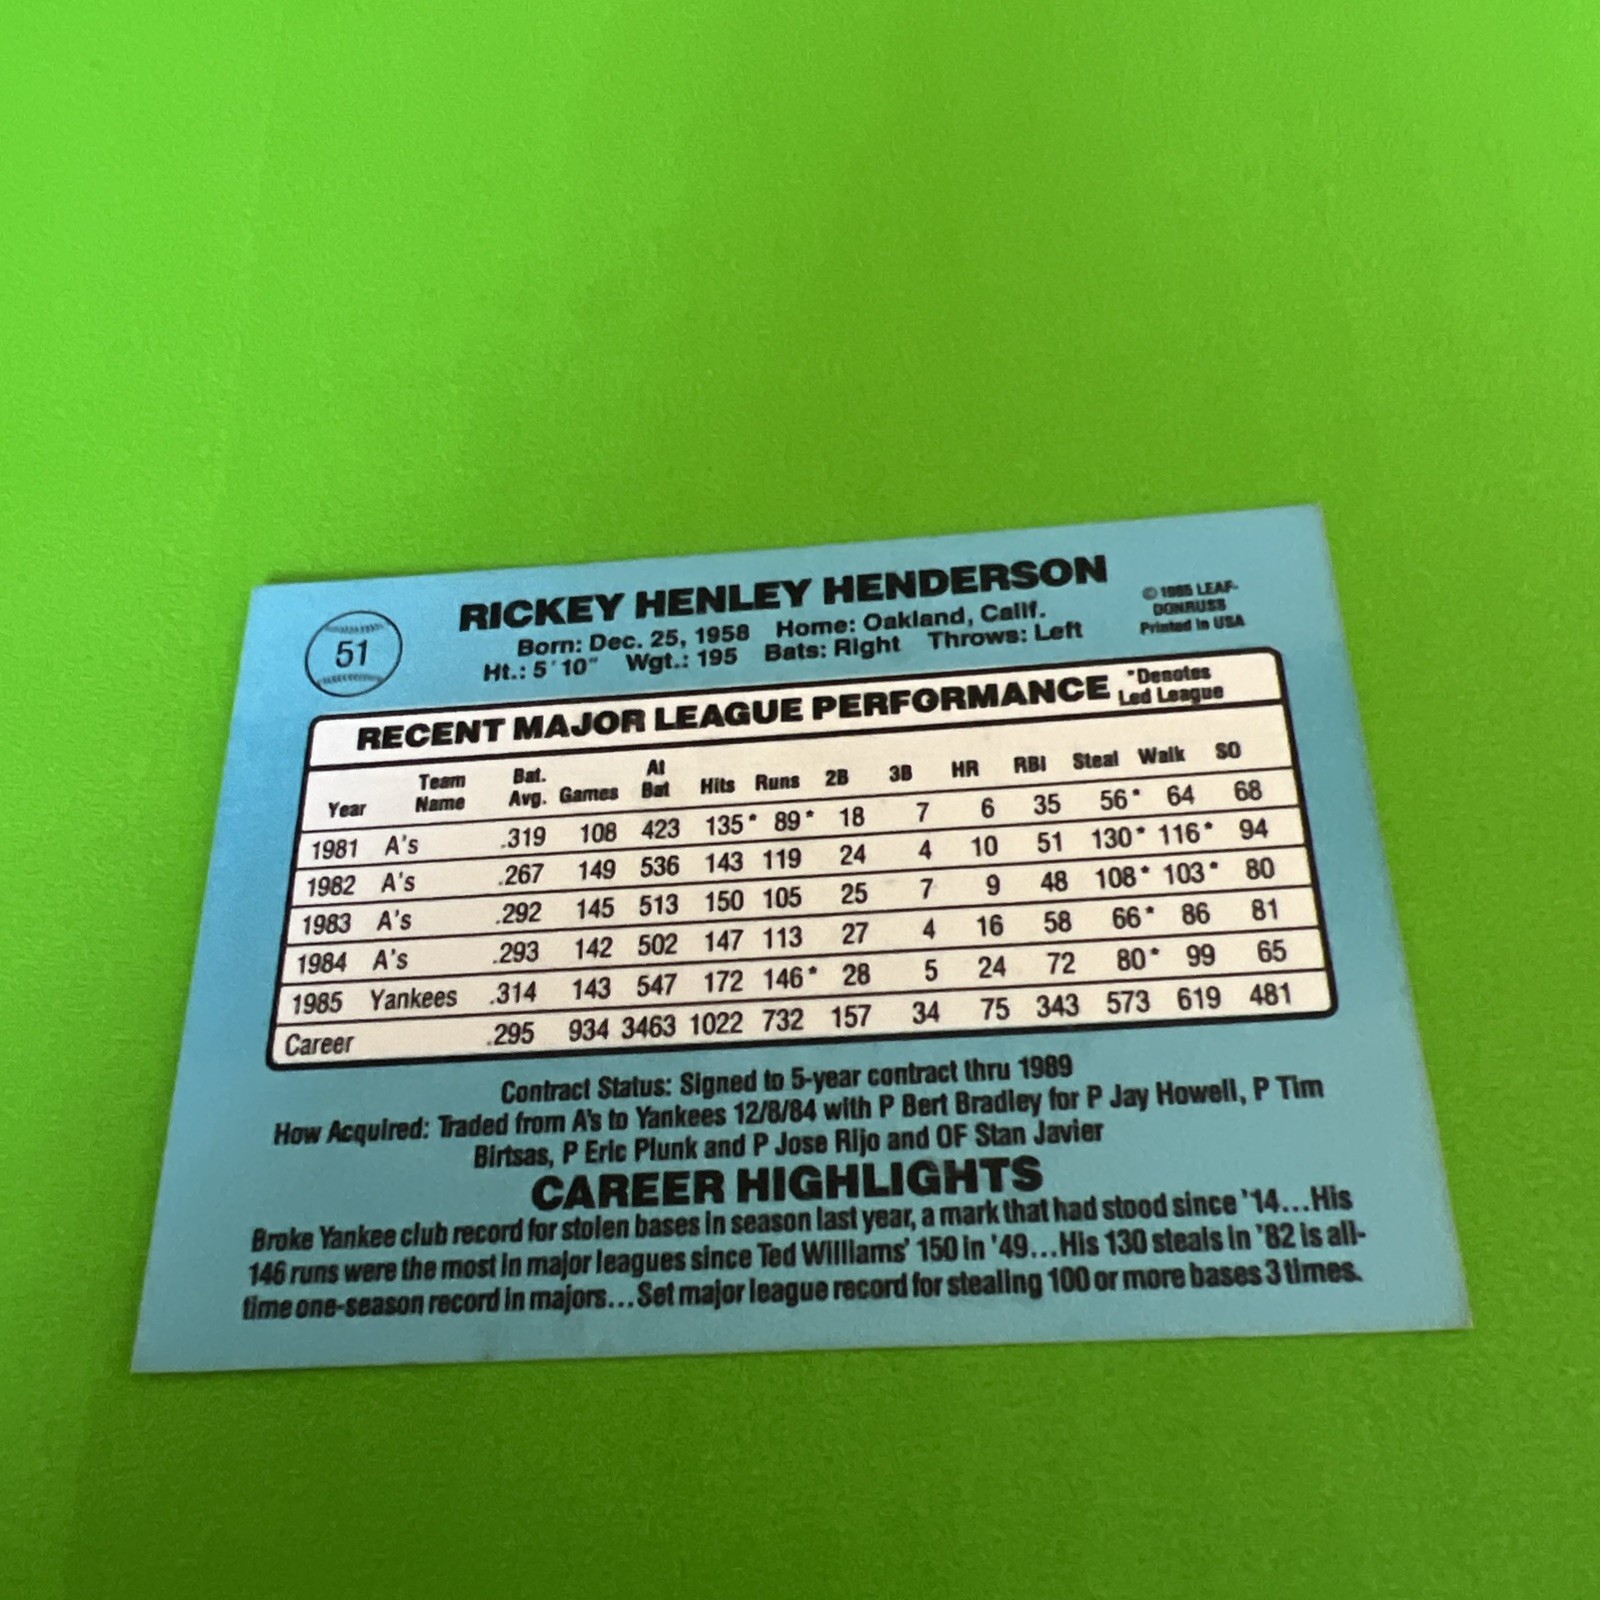 51
RICKEY HENLEY HENDERSON
Born: Dec. 25, 1958 Home: Oakland, Calif.
Ht.: 5'10" Wgt.: 195 Bats: Right Throws: Left
© 1985 LEAF-
DONRUSS
Printed in USA
RECENT MAJOR LEAGUE PERFORMANCE
*Denotes
Led League
Year Team Name Bat. Avg. Games At Bat Hits Runs 2B 3B HR RBI Steal Walk SO
1981 A's .319 108 423 135* 89* 18 7 6 35 56* 64 68
1982 A's .267 149 536 143 119 24 4 10 51 130* 116* 94
1983 A's .292 145 513 150 105 25 7 9 48 108* 103* 80
1984 A's .293 142 502 147 113 27 4 16 58 66* 86 81
1985 Yankees .314 143 547 172 146* 28 5 24 72 80* 99 65
Career .295 934 3463 1022 732 157 34 75 343 573 619 481
Contract Status: Signed to 5-year contract thru 1989
How Acquired: Traded from A's to Yankees 12/8/84 with P Bert Bradley for P Jay Howell, P Tim
Birtsas, P Eric Plunk and P Jose Rijo and OF Stan Javier
CAREER HIGHLIGHTS
Broke Yankee club record for stolen bases in season last year, a mark that had stood since '14...His
146 runs were the most in major leagues since Ted Williams' 150 in '49...His 130 steals in '82 is all-
time one-season record in majors...Set major league record for stealing 100 or more bases 3 times.